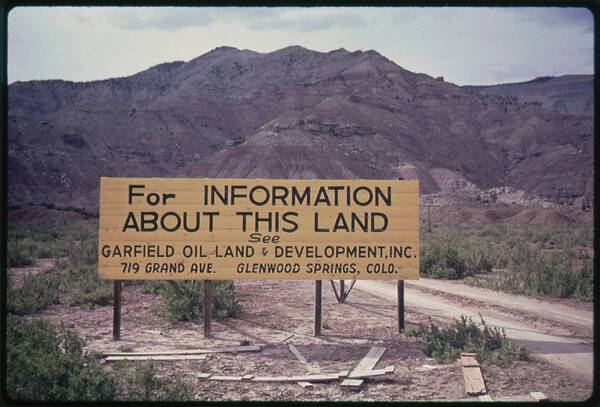 For INFORMATION
ABOUT THIS LAND
See
GARFIELD OIL LAND & DEVELOPMENT, INC.
719 GRAND AVE. GLENWOOD SPRINGS, COLO.